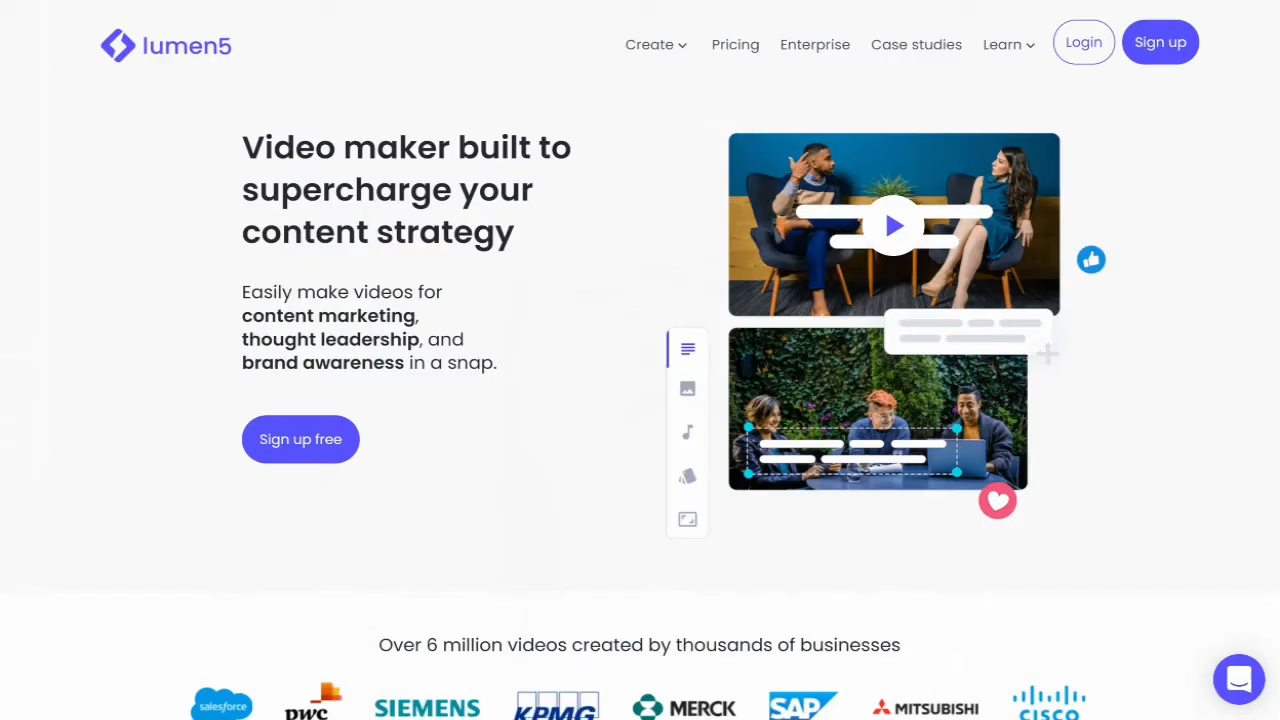 lumen5
Create
Pricing
Enterprise
Case studies
Learn
Login
Sign up
Video maker built to
supercharge your
content strategy
Easily make videos for
content marketing,
thought leadership, and
brand awareness in a snap.
Sign up free
Over 6 million videos created by thousands of businesses
salesforce
pwc
SIEMENS
KPMG
MERCK
SAP
MITSUBISHI
CISCO